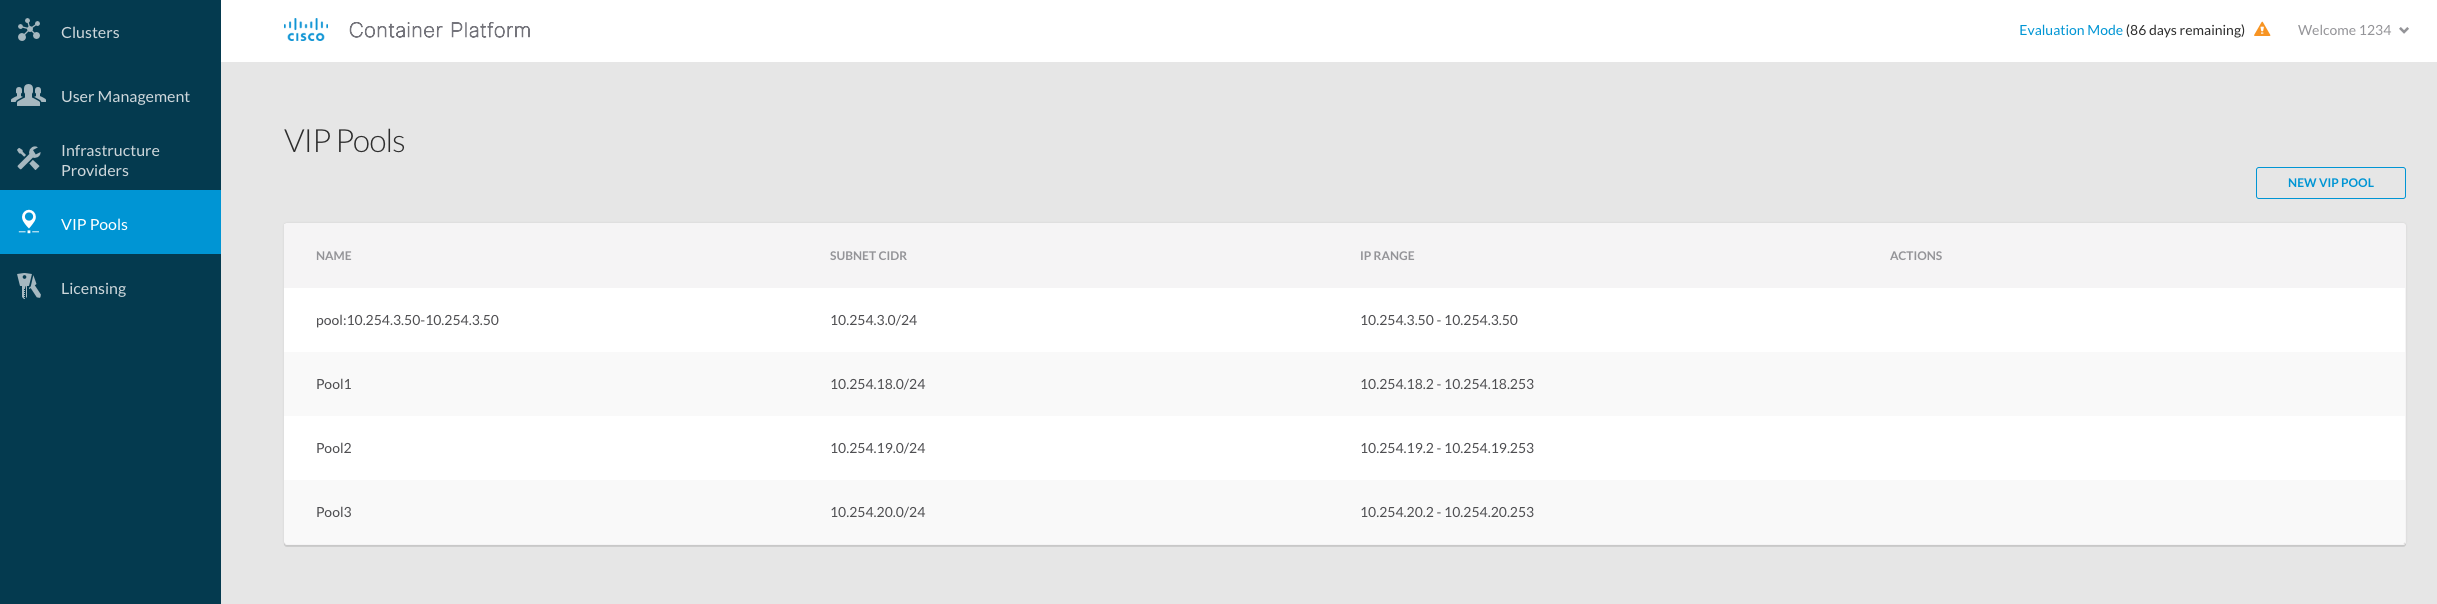 Clusters
User Management
Infrastructure
Providers
VIP Pools
Licensing
CISCO Container Platform
Evaluation Mode (86 days remaining) Welcome 1234
VIP Pools
NEW VIP POOL
NAME SUBNET CIDR IP RANGE ACTIONS
pool:10.254.3.50-10.254.3.50 10.254.3.0/24 10.254.3.50 - 10.254.3.50
Pool1 10.254.18.0/24 10.254.18.2 - 10.254.18.253
Pool2 10.254.19.0/24 10.254.19.2 - 10.254.19.253
Pool3 10.254.20.0/24 10.254.20.2 - 10.254.20.253